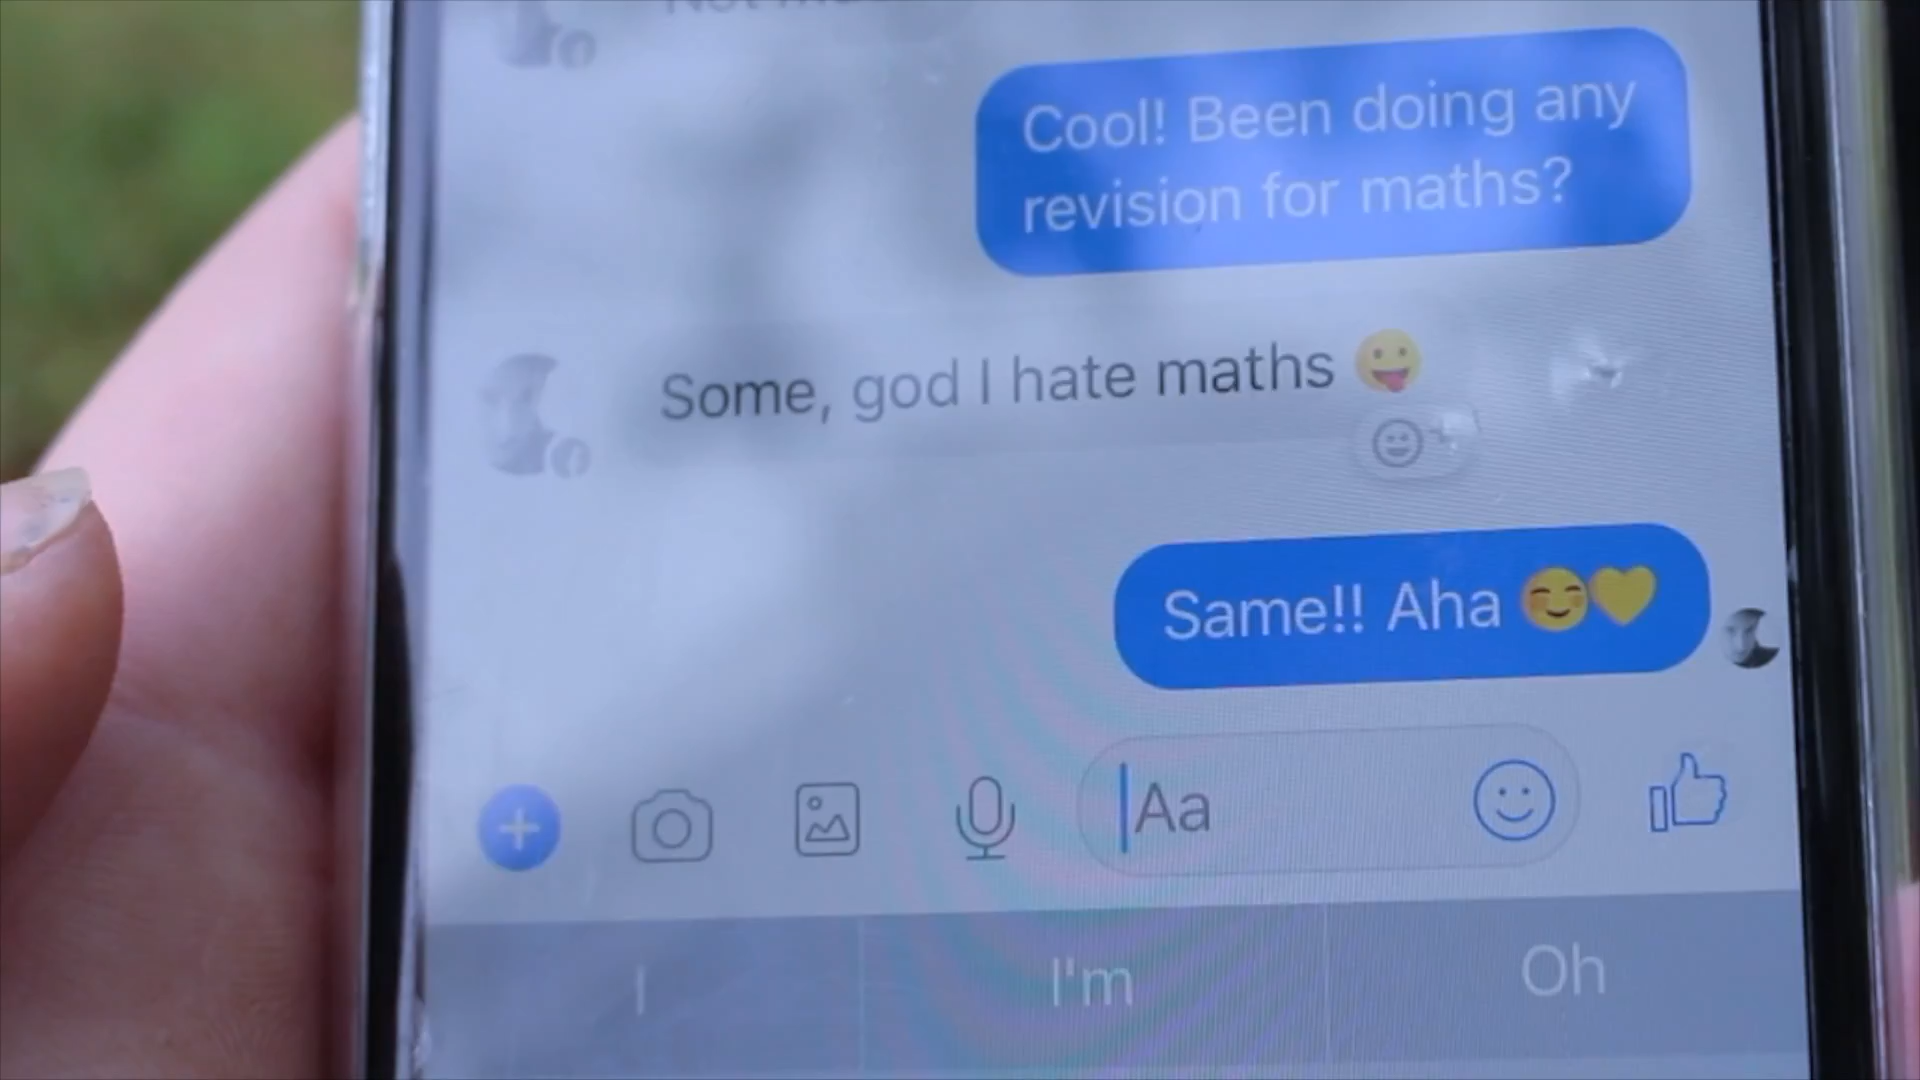 Cool! Been doing any
revision for maths?
Some, god I hate maths 😛
Same!! Aha ☺️💛
Aa
I
I'm
Oh